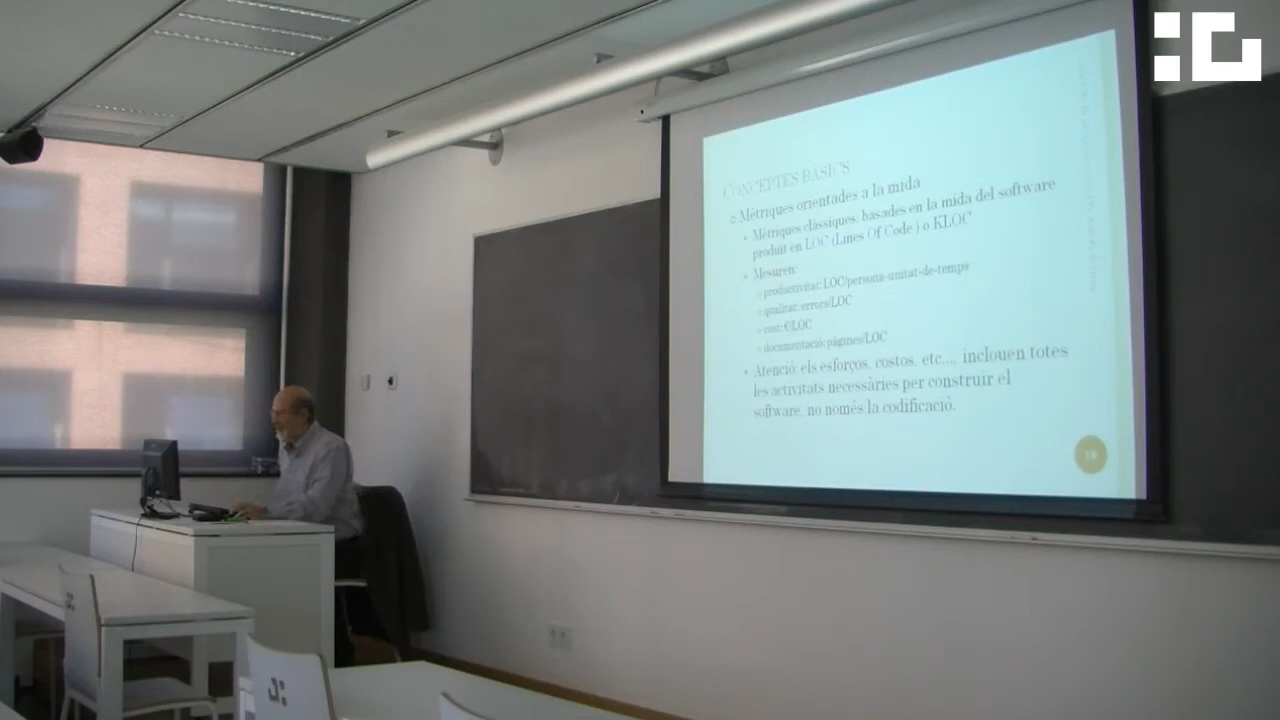 CONCEPTES BÀSICS
Mètriques orientades a la mida
Mètriques clàssiques, basades en la mida del software
produït en LOC (Lines Of Code ) o KLOC
Mesuren:
productivitat: LOC/persona-unitat-de-temps
qualitat: errors/LOC
cost: €/LOC
documentació: pàgines/LOC
Atenció: els esforços, costos, etc..., inclouen totes
les activitats necessàries per construir el
software, no només la codificació.